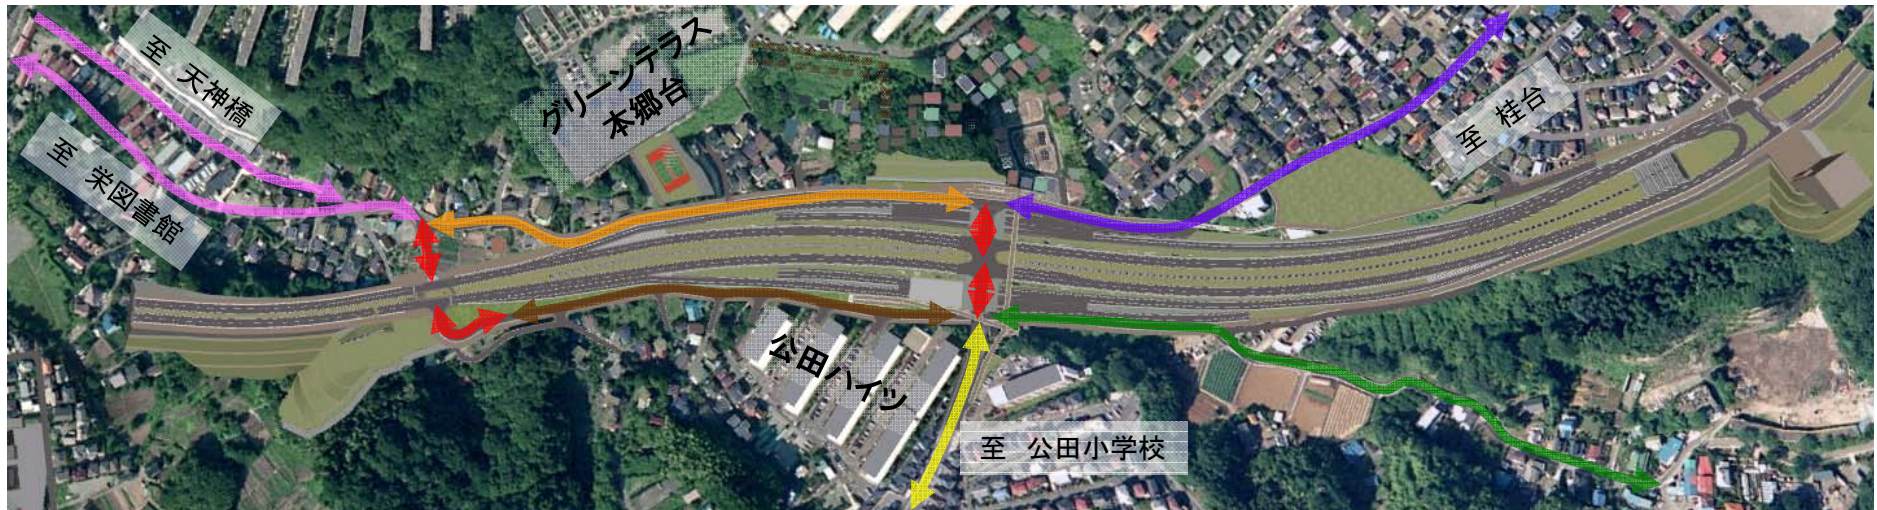 至 天神橋
至 栄図書館
グリーンテラス
本郷台
至 桂台
公田ハイツ
至 公田小学校